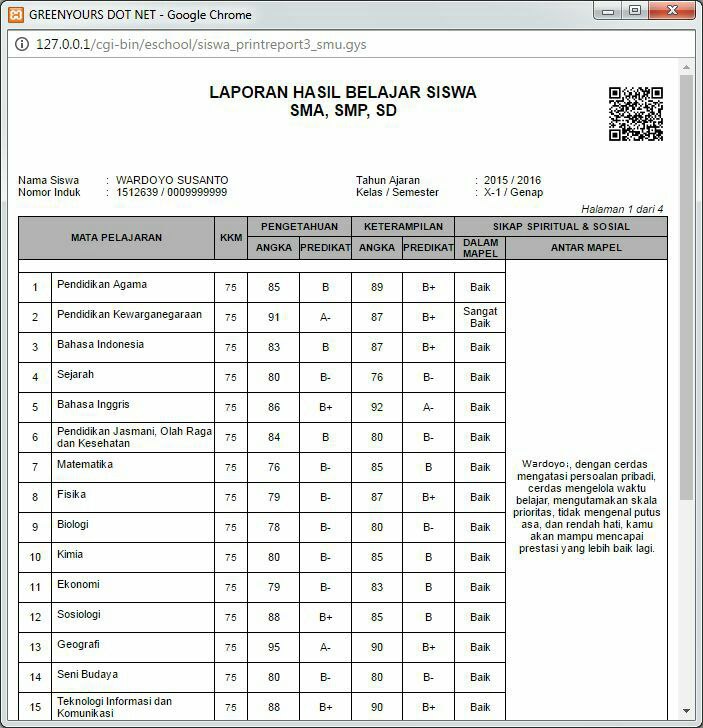 GREENYOURS DOT NET - Google Chrome
127.0.0.1/cgi-bin/eschool/siswa_printreport3_smu.gys
LAPORAN HASIL BELAJAR SISWA
SMA, SMP, SD
Nama Siswa : WARDOYO SUSANTO Tahun Ajaran : 2015 / 2016
Nomor Induk : 1512639 / 0009999999 Kelas / Semester : X-1 / Genap
Halaman 1 dari 4
MATA PELAJARAN KKM PENGETAHUAN KETERAMPILAN SIKAP SPIRITUAL & SOSIAL
ANGKA PREDIKAT ANGKA PREDIKAT DALAM MAPEL ANTAR MAPEL
1 Pendidikan Agama 75 85 B 89 B+ Baik
2 Pendidikan Kewarganegaraan 75 91 A- 87 B+ Sangat Baik
3 Bahasa Indonesia 75 83 B 87 B+ Baik
4 Sejarah 75 80 B- 76 B- Baik
5 Bahasa Inggris 75 86 B+ 92 A- Baik
6 Pendidikan Jasmani, Olah Raga dan Kesehatan 75 84 B 80 B- Baik
7 Matematika 75 76 B- 85 B Baik
8 Fisika 75 79 B- 87 B+ Baik
9 Biologi 75 78 B- 80 B- Baik
10 Kimia 75 80 B- 85 B Baik
11 Ekonomi 75 79 B- 83 B Baik
12 Sosiologi 75 88 B+ 85 B Baik
13 Geografi 75 95 A- 90 B+ Baik
14 Seni Budaya 75 80 B- 80 B- Baik
15 Teknologi Informasi dan Komunikasi 75 88 B+ 90 B+ Baik
Wardoyo, dengan cerdas
mengatasi persoalan pribadi,
cerdas mengelola waktu
belajar, mengutamakan skala
prioritas, tidak mengenal putus
asa, dan rendah hati, kamu
akan mampu mencapai
prestasi yang lebih baik lagi.